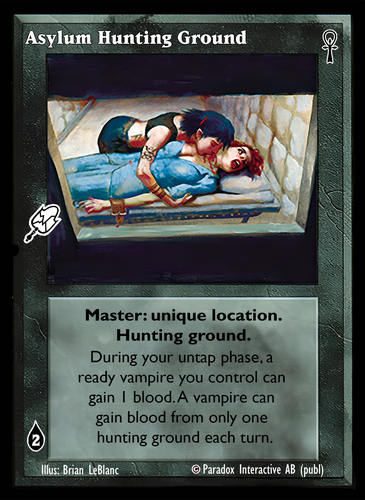 Asylum Hunting Ground
Master: unique location.
Hunting ground.
During your untap phase, a
ready vampire you control can
gain 1 blood. A vampire can
gain blood from only one
hunting ground each turn.
2
Illus: Brian LeBlanc © Paradox Interactive AB (publ)